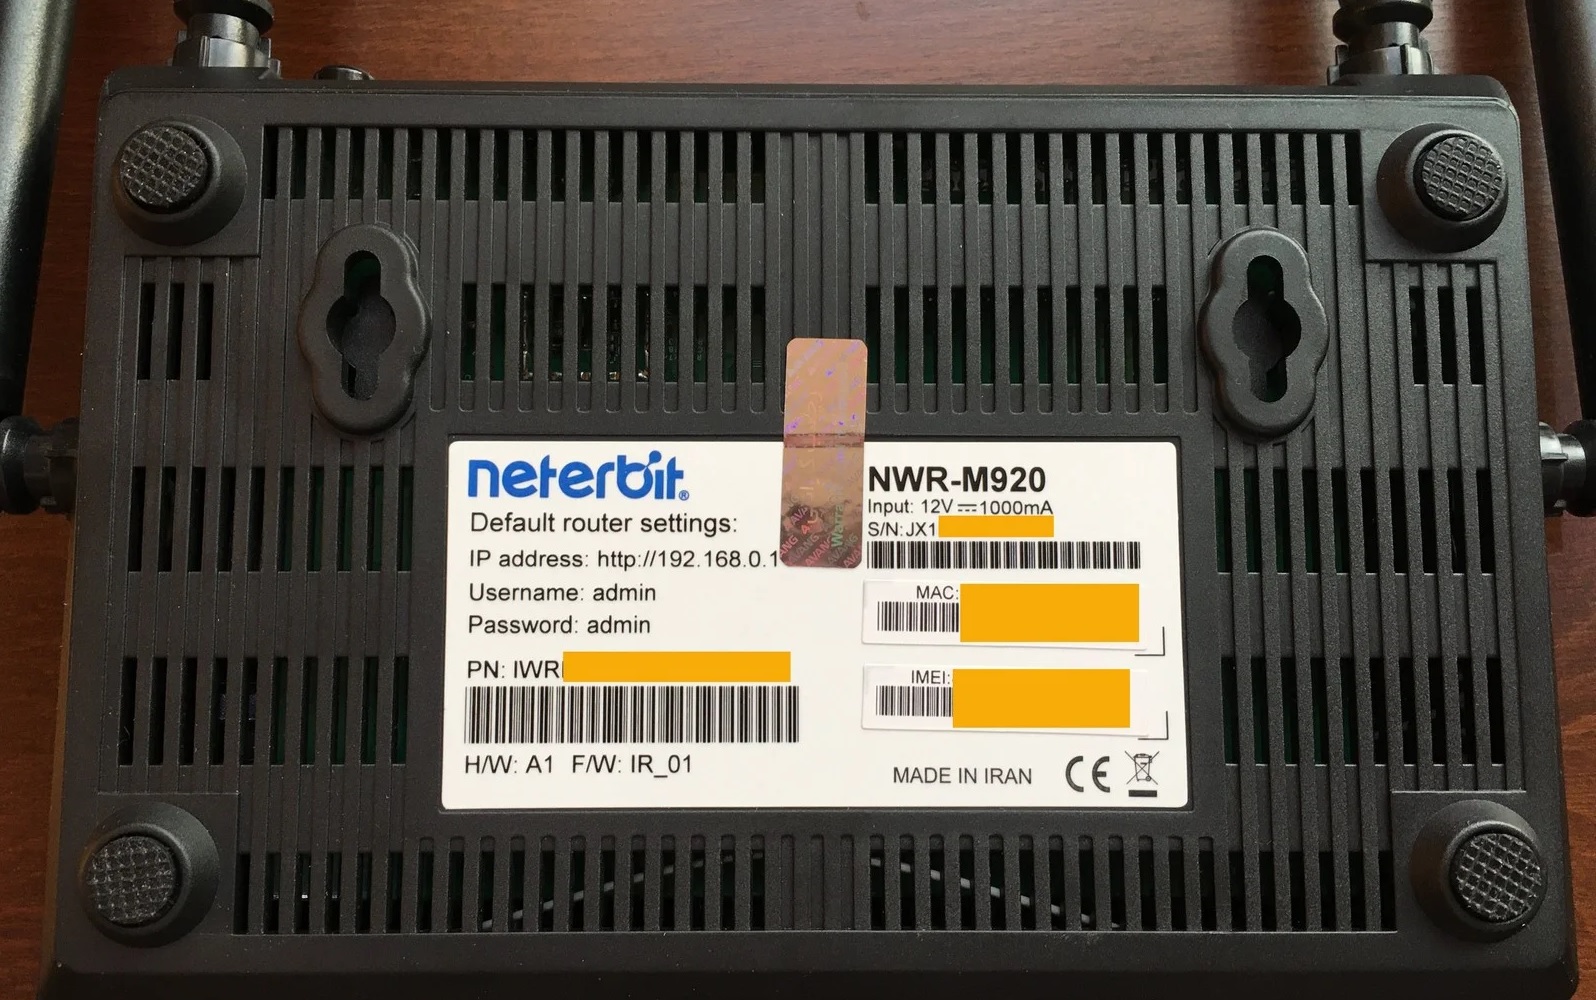 neterbit®
Default router settings:
IP address: http://192.168.0.1
Username: admin
Password: admin
PN: IWR
H/W: A1 F/W: IR_01
NWR-M920
Input: 12V⎓1000mA
S/N: JX1
MAC:
IMEI:
MADE IN IRAN
CE
AVANG